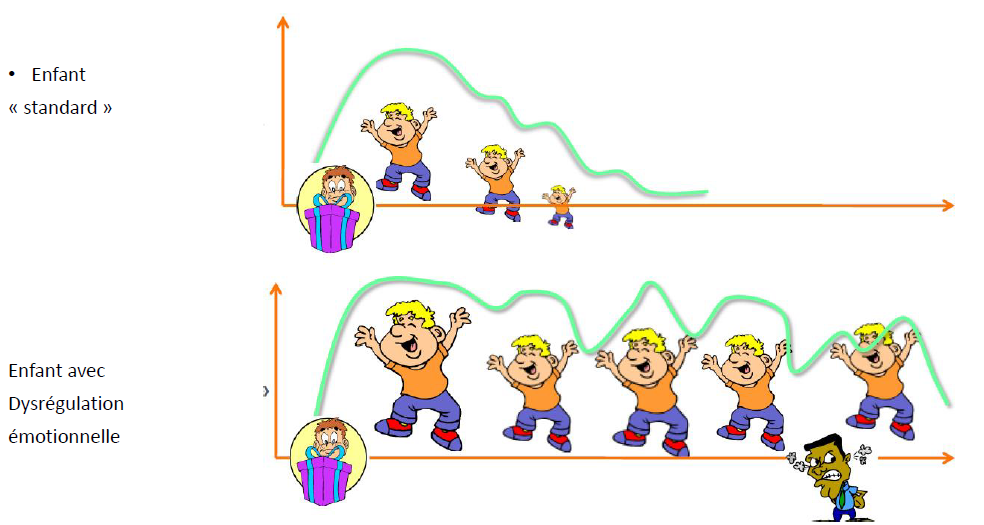 • Enfant
« standard »
Enfant avec
Dysrégulation
émotionnelle